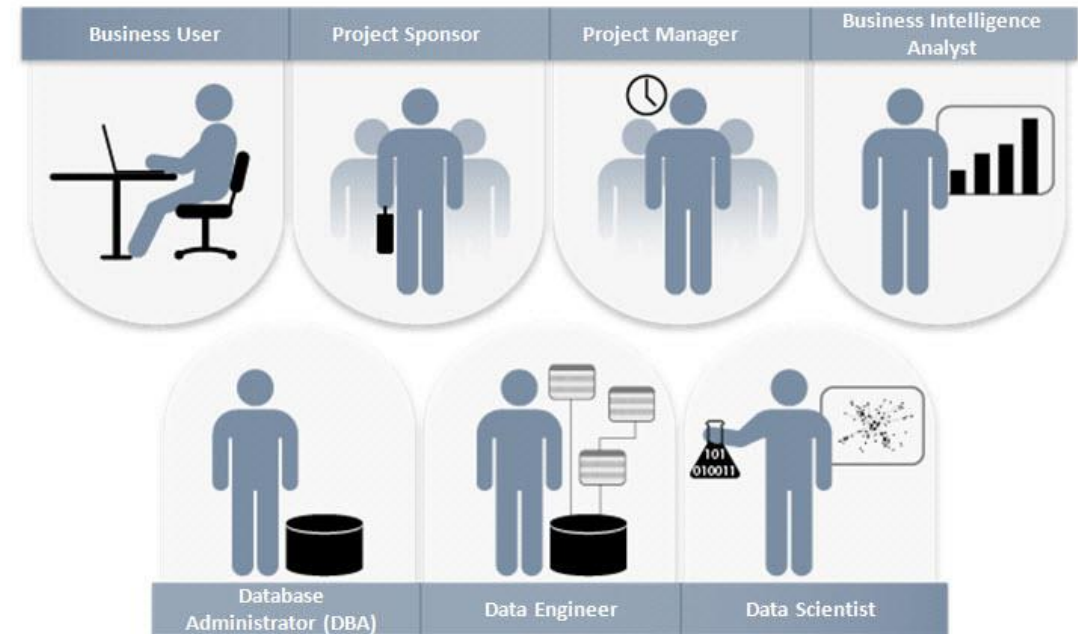 Business User
Project Sponsor
Project Manager
Business Intelligence
Analyst
101
010011
Database
Administrator (DBA)
Data Engineer
Data Scientist